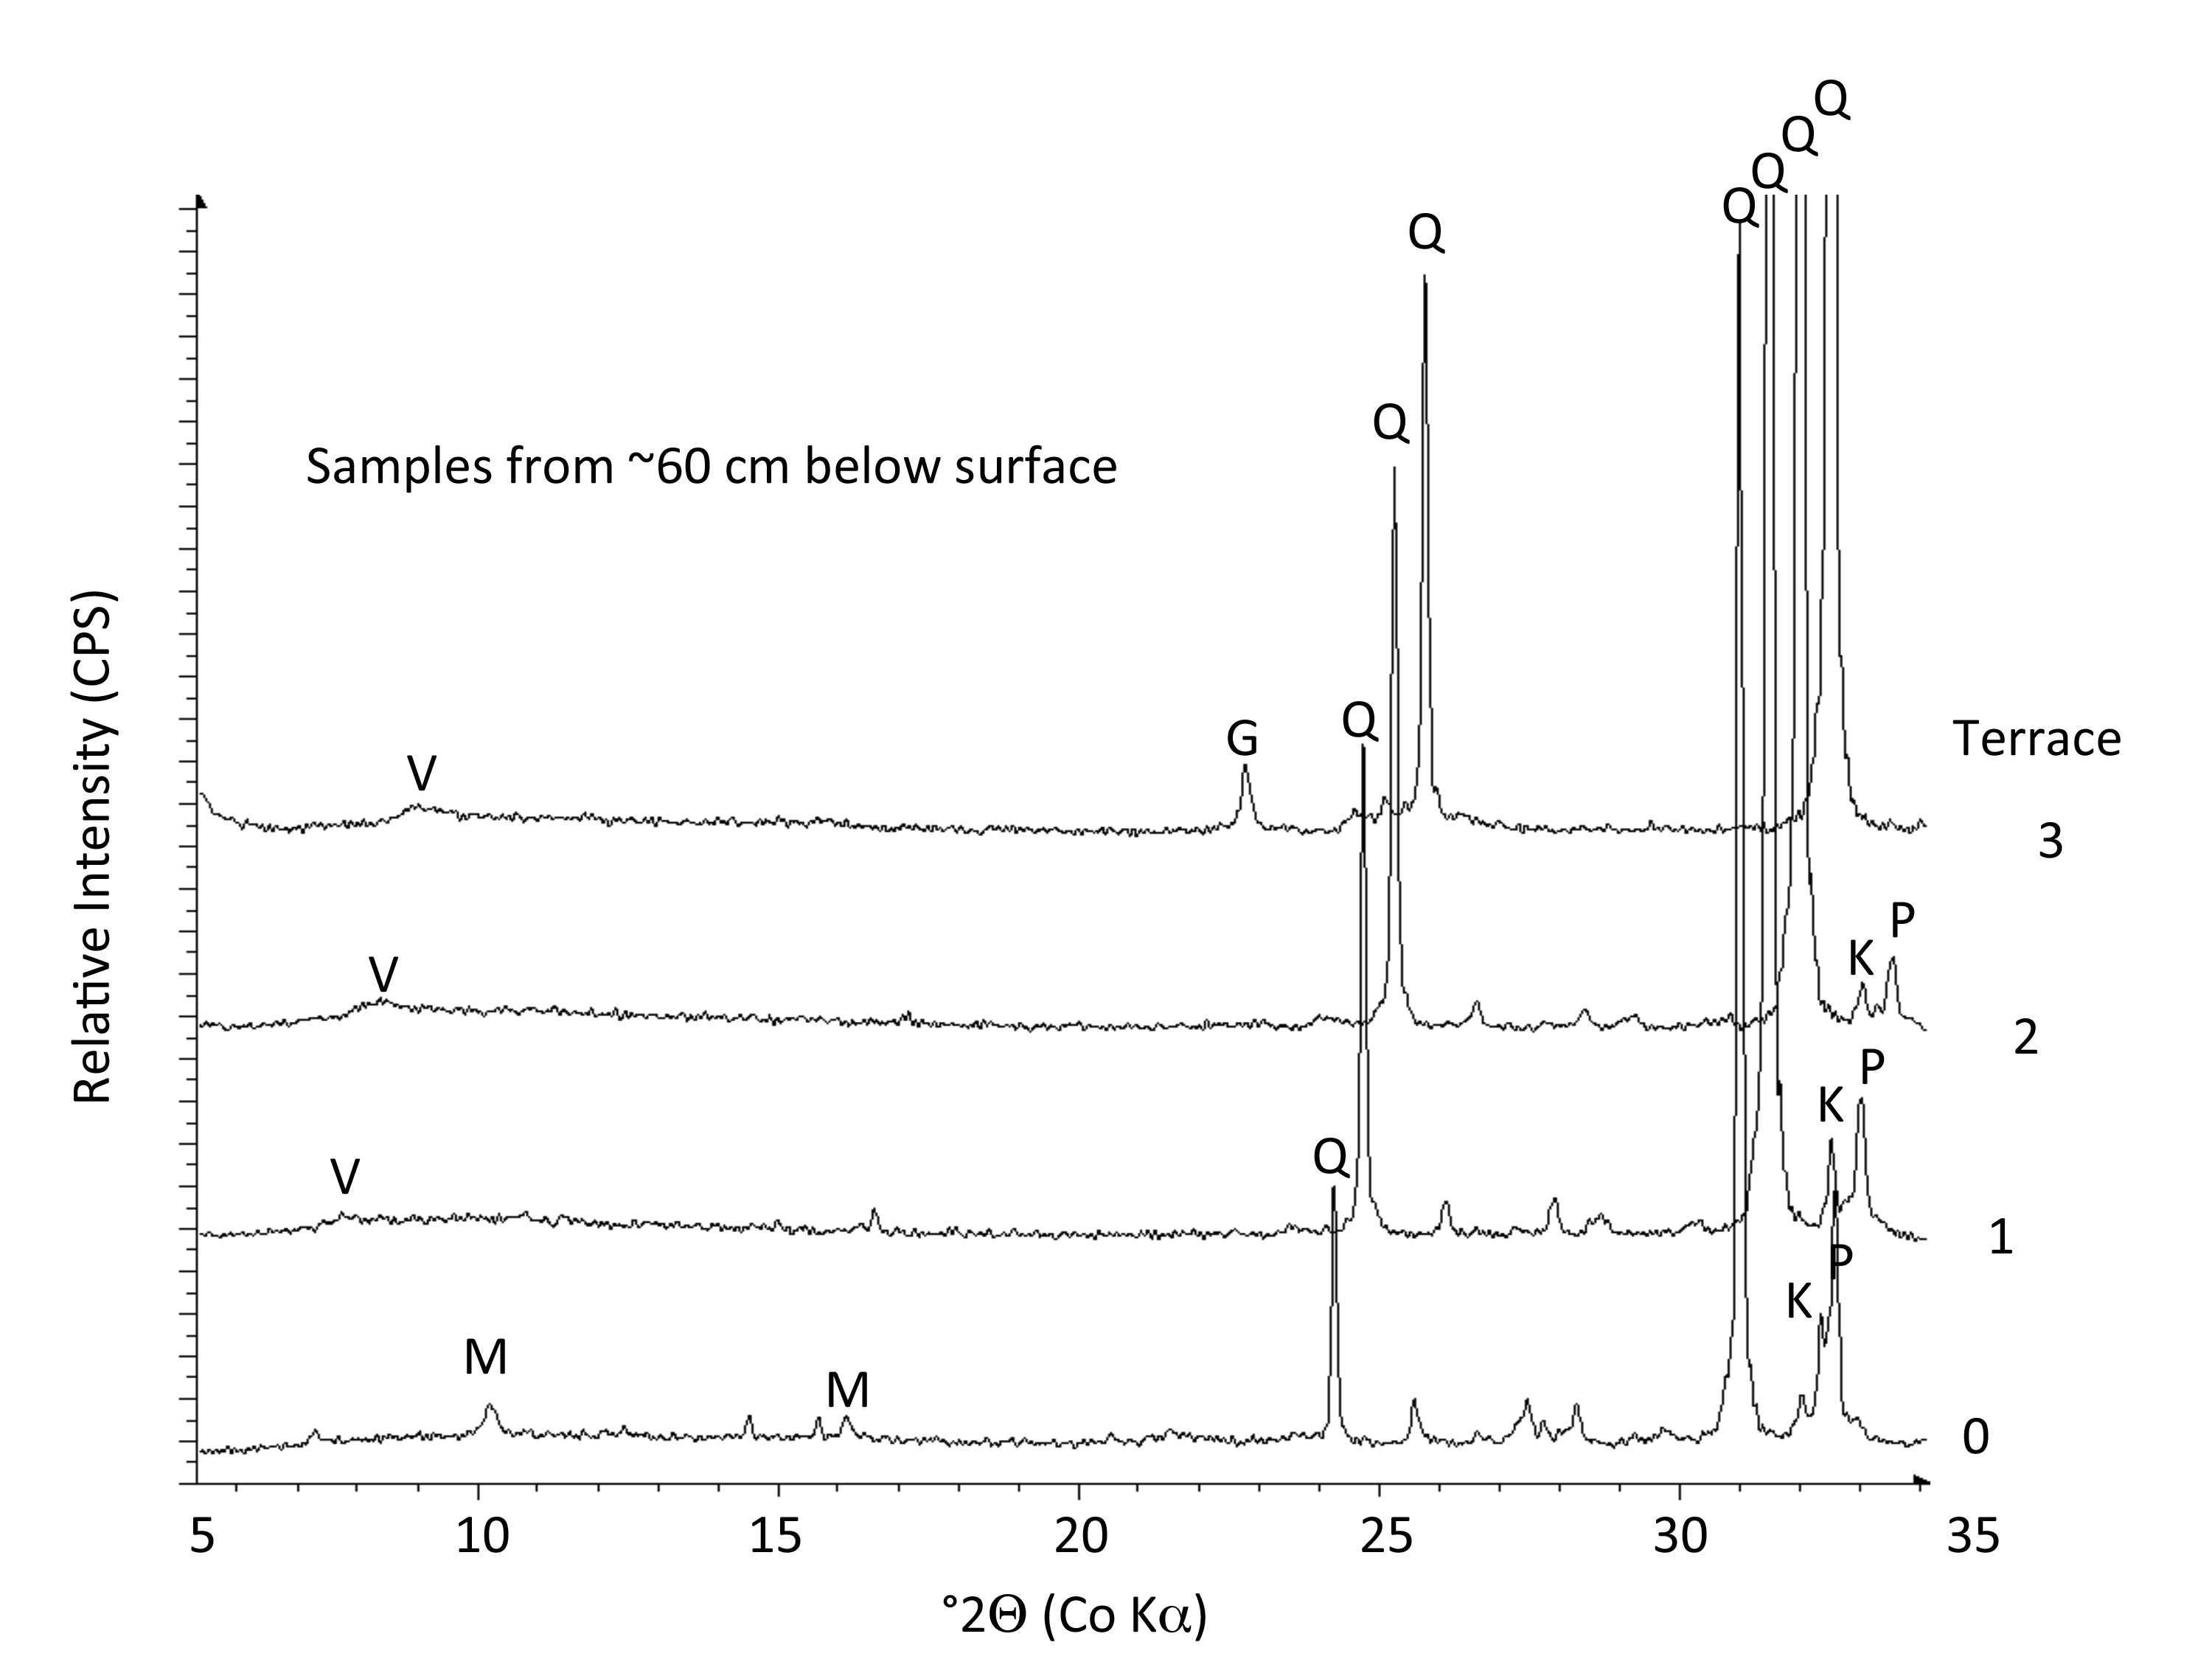 Q
Q
Q
Q
Q
Q
Samples from ~60 cm below surface
Q
G
Terrace
V
3
P
K
V
2
P
K
Q
V
1
P
K
M
M
0
5 10 15 20 25 30 35
°2Θ (Co Kα)
Relative Intensity (CPS)